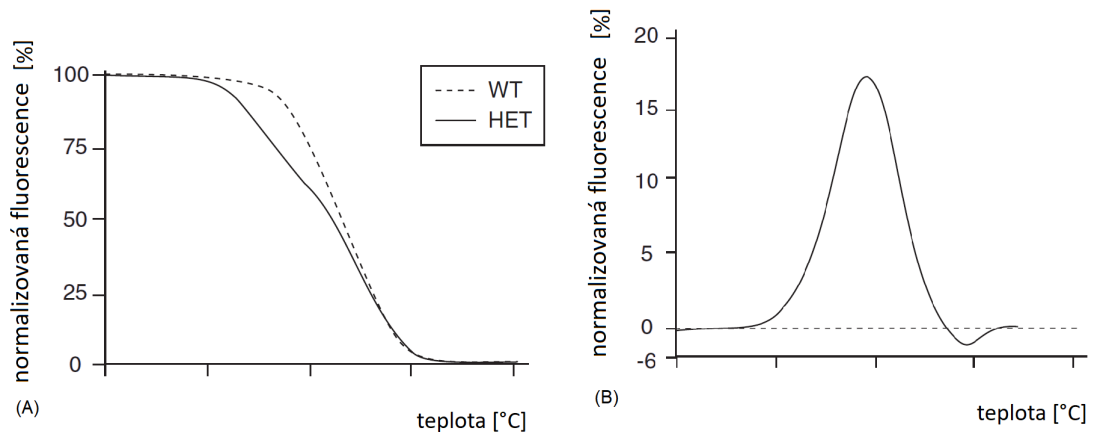 normalizovaná fluorescence [%]
100
75
50
25
0
WT
HET
(A)
teplota [°C]
normalizovaná fluorescence [%]
20
15
10
5
0
-6
(B)
teplota [°C]